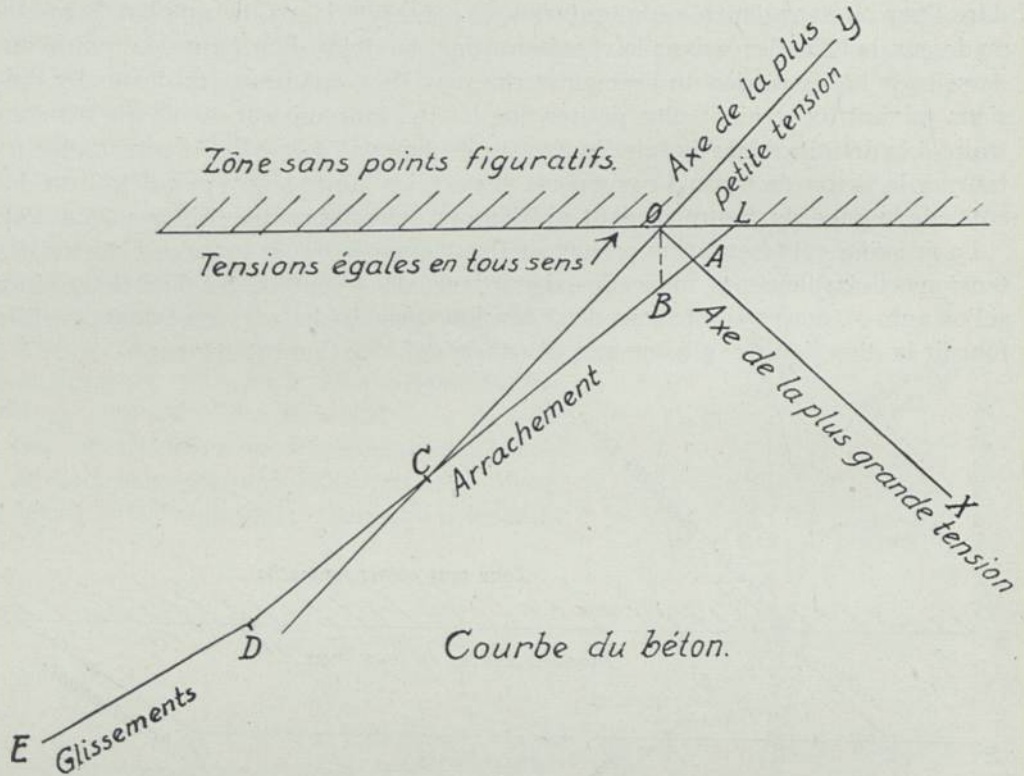 Axe de la plus
petite tension
Y
Zône sans points figuratifs.
O
L
Tensions égales en tous sens
A
B
Axe de la plus grande tension
X
C
Arrachement
D
Courbe du béton.
E
Glissements